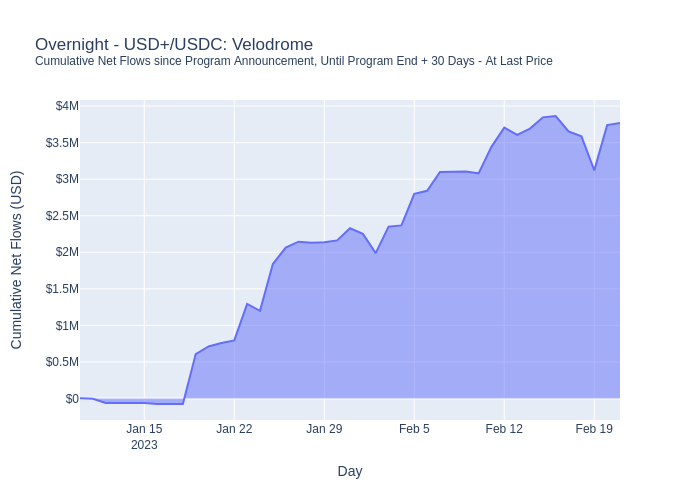 Overnight - USD+/USDC: Velodrome
Cumulative Net Flows since Program Announcement, Until Program End + 30 Days - At Last Price
Cumulative Net Flows (USD)
$4M
$3.5M
$3M
$2.5M
$2M
$1.5M
$1M
$0.5M
$0
Jan 15
2023
Jan 22
Jan 29
Feb 5
Feb 12
Feb 19
Day